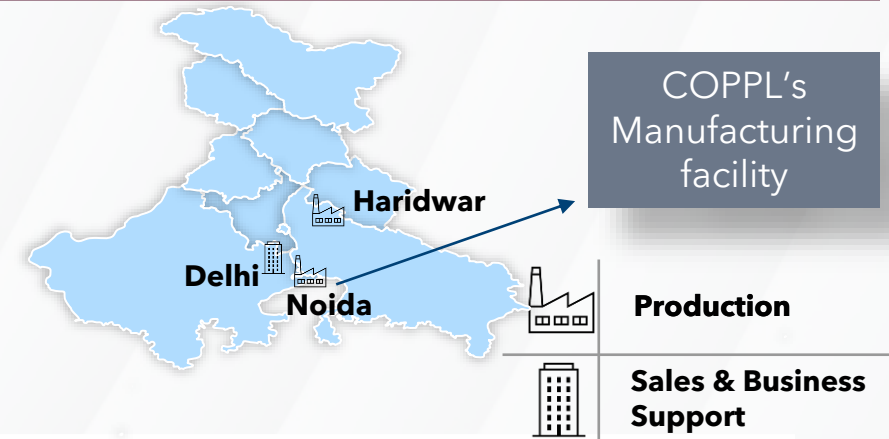 COPPL's
Manufacturing
facility
Haridwar
Delhi
Noida
Production
Sales & Business
Support